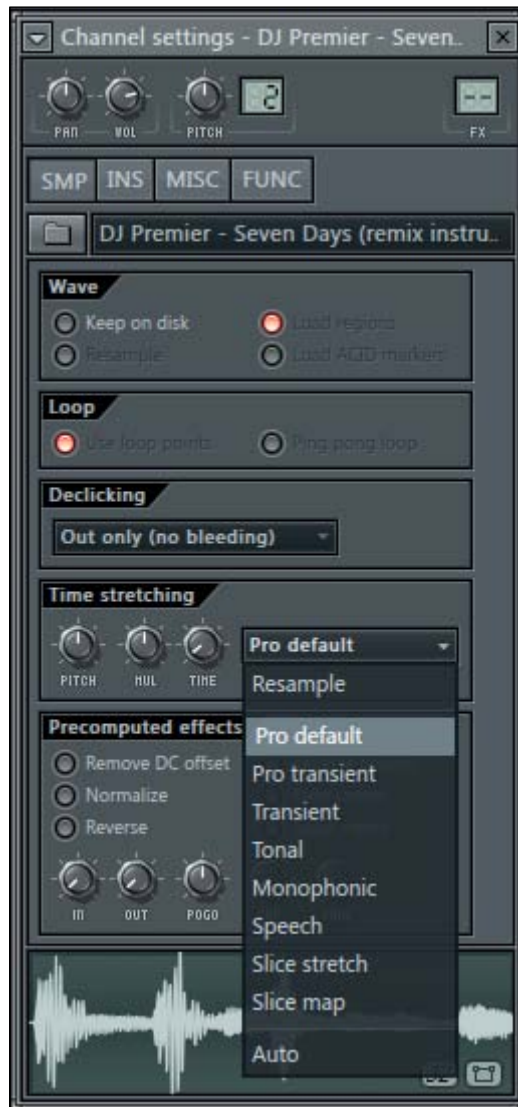 Channel settings - DJ Premier - Seven..
PAN VOL PITCH 2 -- FX
SMP INS MISC FUNC
DJ Premier - Seven Days (remix instru..
Wave
Keep on disk Load regions
Resample Load ACID markers
Loop
Use loop points Ping pong loop
Declicking
Out only (no bleeding)
Time stretching
PITCH MUL TIME
Pro default
Resample
Pro default
Pro transient
Transient
Tonal
Monophonic
Speech
Slice stretch
Slice map
Auto
Precomputed effects
Remove DC offset
Normalize
Reverse
IN OUT POGO